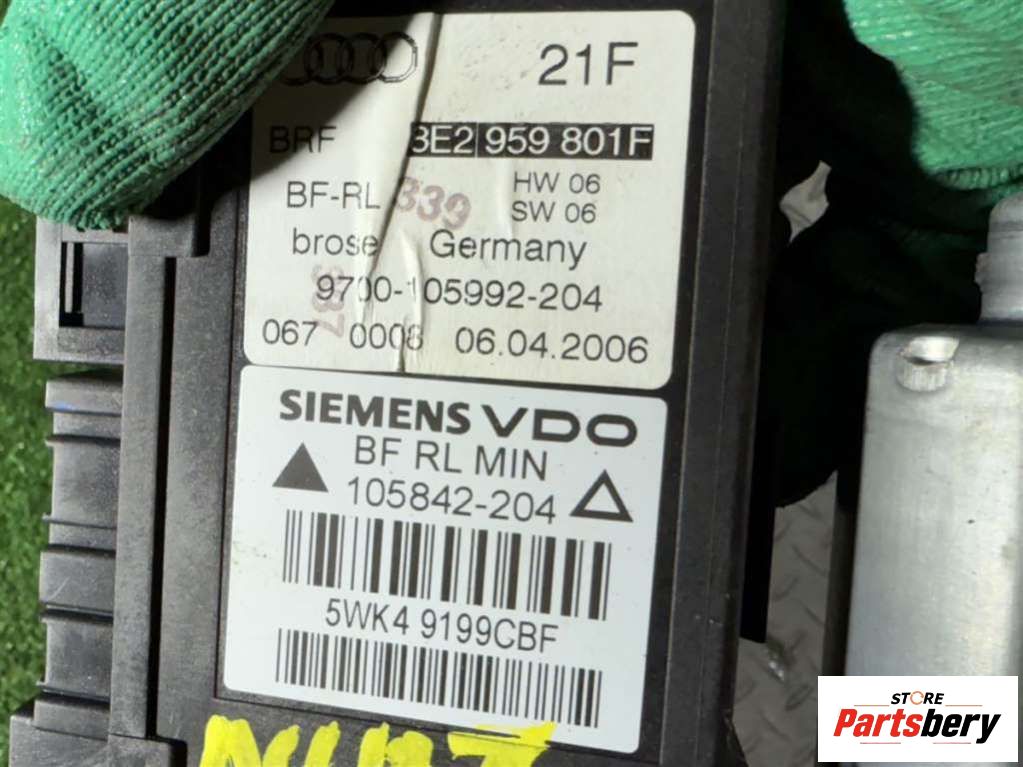 21F
BRF 8E2 959 801F
BF-RL 339 HW 06
SW 06
brose Germany
9700-105992-204
067 0008 06.04.2006
SIEMENS VDO
BF RL MIN
105842-204
5WK4 9199CBF
STORE
Partsbery